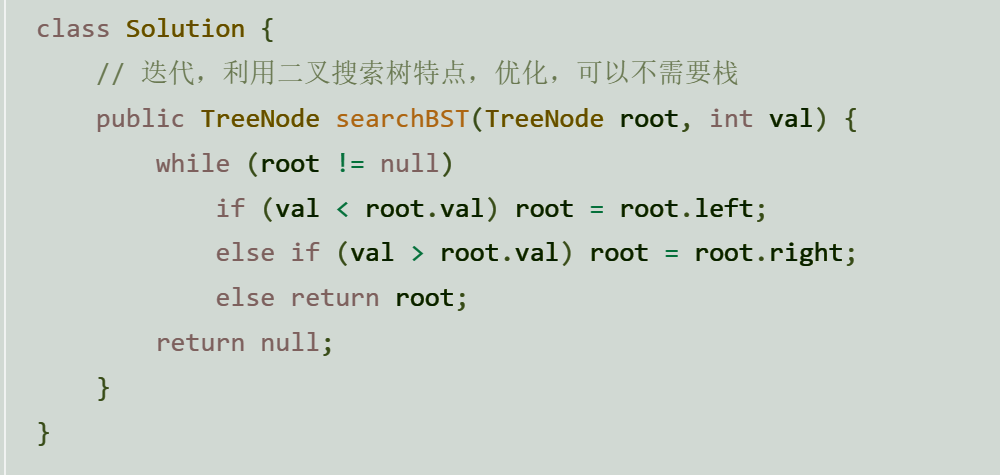 class Solution {
    // 迭代，利用二叉搜索树特点，优化，可以不需要栈
    public TreeNode searchBST(TreeNode root, int val) {
        while (root != null)
            if (val < root.val) root = root.left;
            else if (val > root.val) root = root.right;
            else return root;
        return null;
    }
}